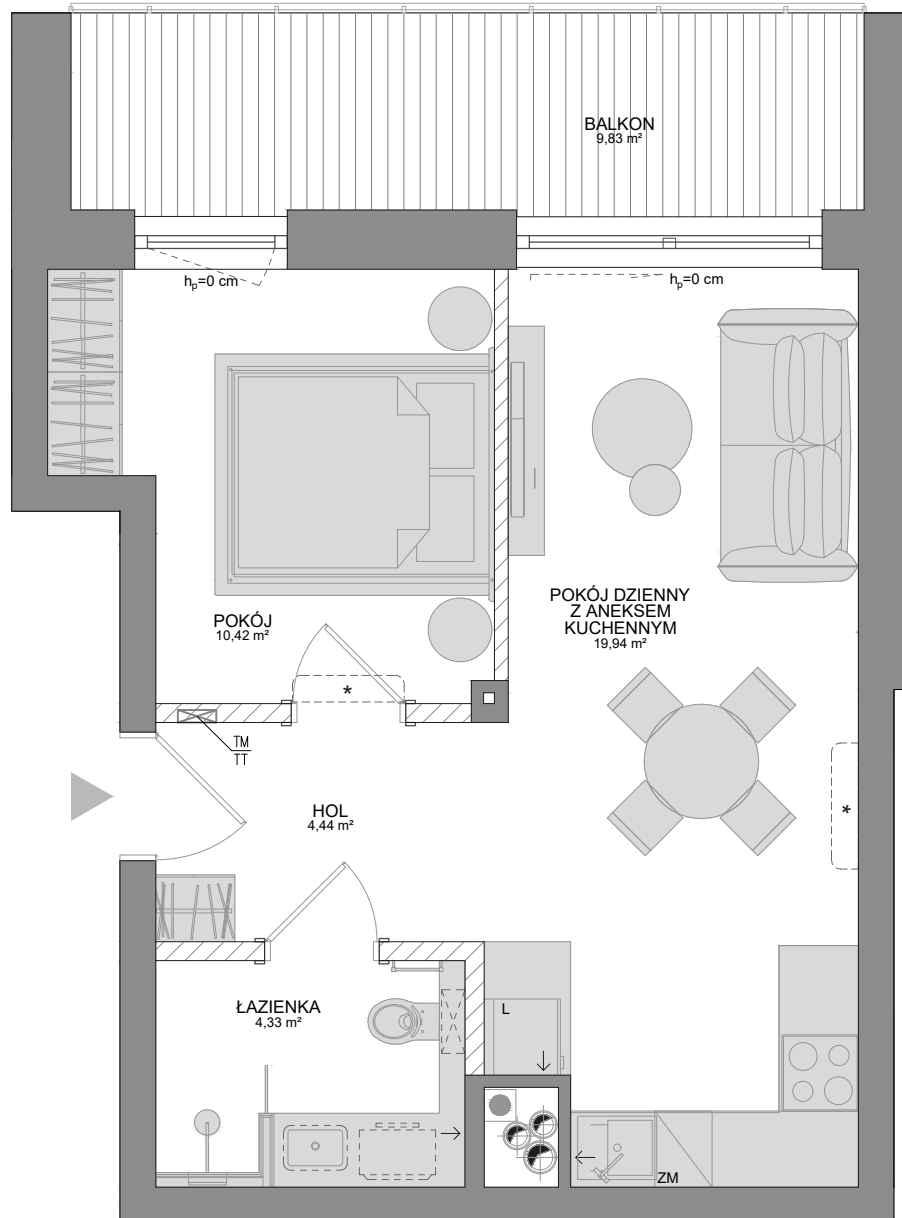 BALKON
9,83 m²
hp=0 cm
hp=0 cm
POKÓJ
10,42 m²
POKÓJ DZIENNY
Z ANEKSEM
KUCHENNYM
19,94 m²
*
TM
TT
HOL
4,44 m²
*
ŁAZIENKA
4,33 m²
L
ZM